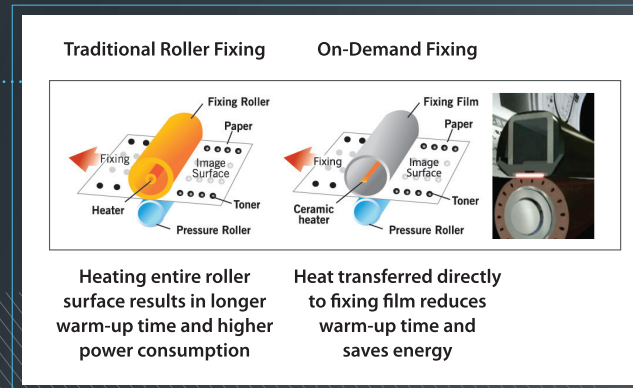 Traditional Roller Fixing
On-Demand Fixing
Fixing Roller
Paper
Fixing
Image
Surface
Heater
Toner
Pressure Roller
Fixing Film
Paper
Fixing
Image
Surface
Ceramic
heater
Toner
Pressure Roller
Heating entire roller
surface results in longer
warm-up time and higher
power consumption
Heat transferred directly
to fixing film reduces
warm-up time and
saves energy